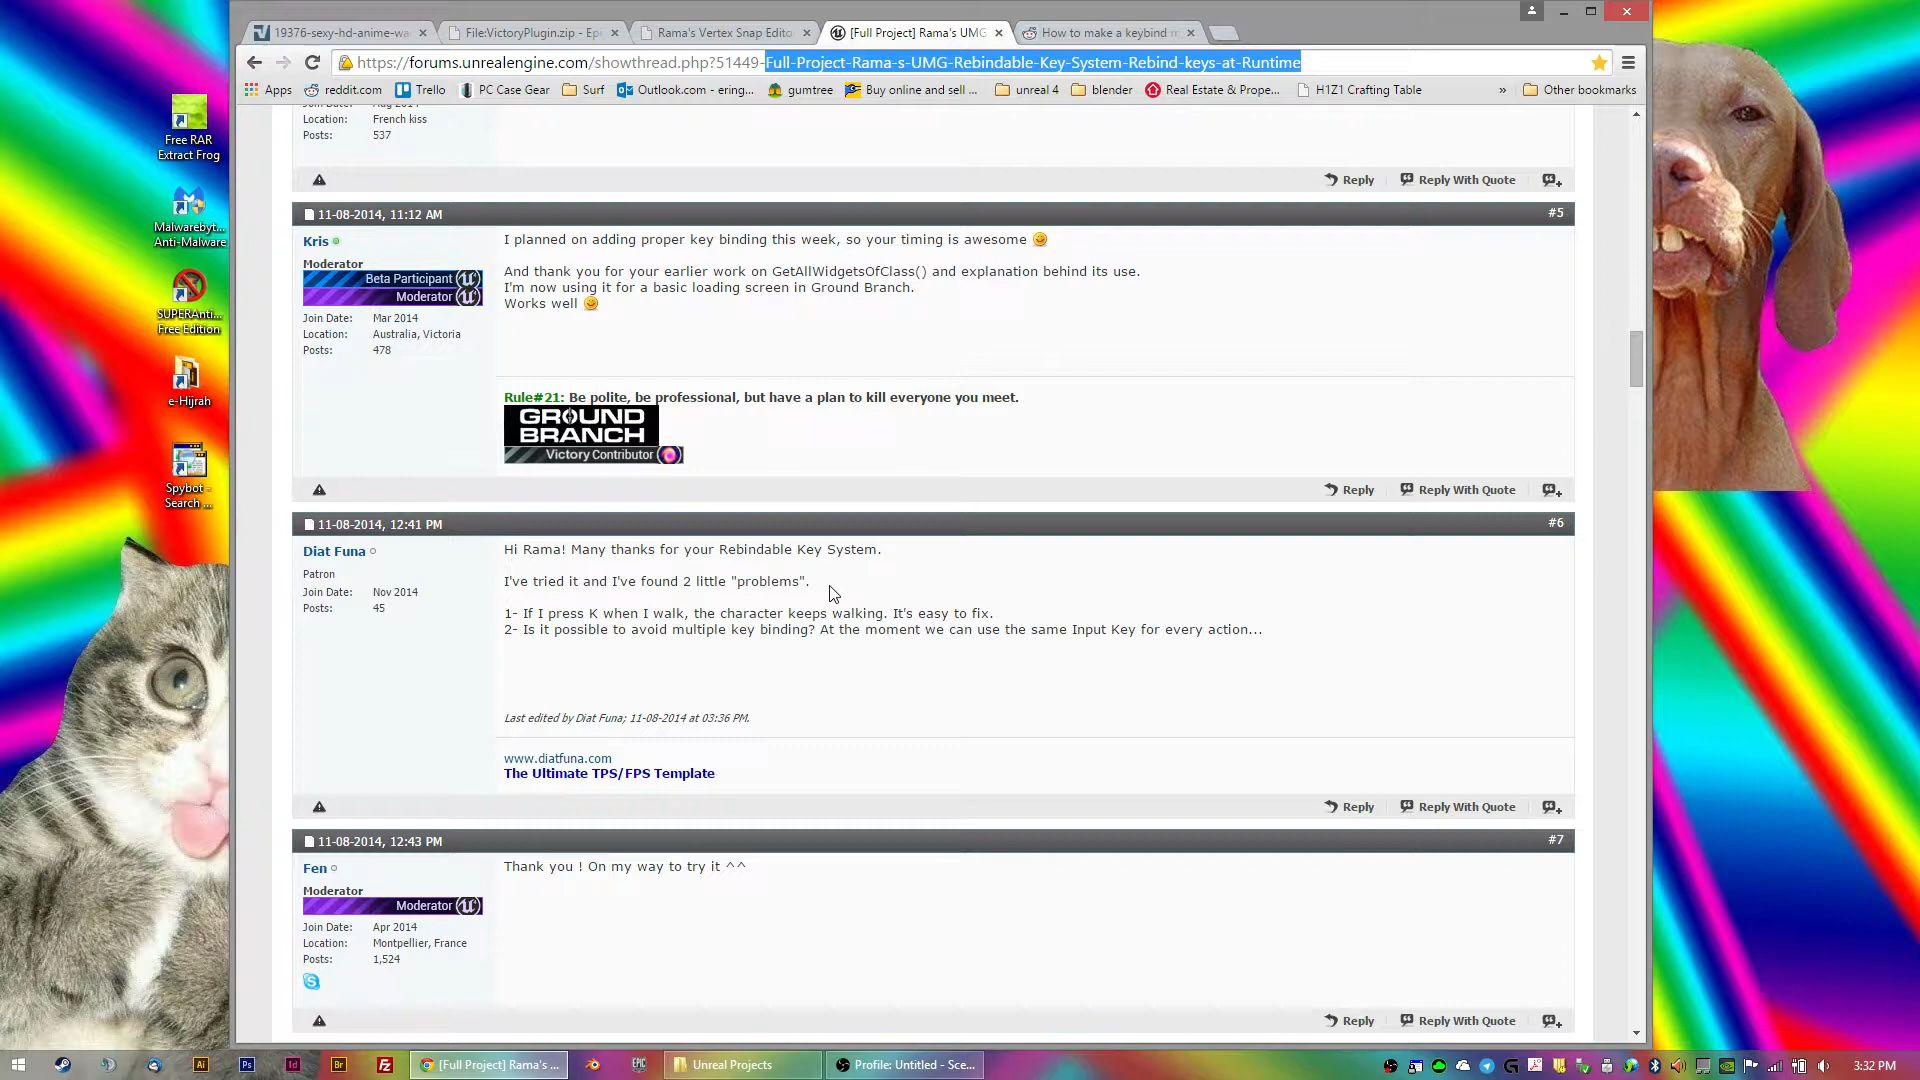 19376-sexy-hd-anime-wa
File:VictoryPlugin.zip - Ep
Rama's Vertex Snap Edito
[Full Project] Rama's UMG
How to make a keybind
https://forums.unrealengine.com/showthread.php?51449-Full-Project-Rama-s-UMG-Rebindable-Key-System-Rebind-keys-at-Runtime
Apps
reddit.com
Trello
PC Case Gear
Surf
Outlook.com - ering...
gumtree
Buy online and sell ...
unreal 4
blender
Real Estate & Prope...
H1Z1 Crafting Table
»
Other bookmarks
Free RAR
Extract Frog
Malwarebyt...
Anti-Malware
SUPERAnti...
Free Edition
e-Hijrah
Spybot -
Search ...
Location: French kiss
Posts: 537
Reply
Reply With Quote
11-08-2014, 11:12 AM
#5
Kris
Moderator
Beta Participant
Moderator
Join Date: Mar 2014
Location: Australia, Victoria
Posts: 478
I planned on adding proper key binding this week, so your timing is awesome
And thank you for your earlier work on GetAllWidgetsOfClass() and explanation behind its use.
I'm now using it for a basic loading screen in Ground Branch.
Works well
Rule#21: Be polite, be professional, but have a plan to kill everyone you meet.
GROUND
BRANCH
Victory Contributor
Reply
Reply With Quote
11-08-2014, 12:41 PM
#6
Diat Funa
Patron
Join Date: Nov 2014
Posts: 45
Hi Rama! Many thanks for your Rebindable Key System.
I've tried it and I've found 2 little "problems".
1- If I press K when I walk, the character keeps walking. It's easy to fix.
2- Is it possible to avoid multiple key binding? At the moment we can use the same Input Key for every action...
Last edited by Diat Funa; 11-08-2014 at 03:36 PM.
www.diatfuna.com
The Ultimate TPS/FPS Template
Reply
Reply With Quote
11-08-2014, 12:43 PM
#7
Fen
Moderator
Moderator
Join Date: Apr 2014
Location: Montpellier, France
Posts: 1,524
Thank you ! On my way to try it ^^
Reply
Reply With Quote
Ai
Ps
Id
Br
Fz
[Full Project] Rama's ...
EPIC
Unreal Projects
Profile: Untitled - Sce...
3:32 PM